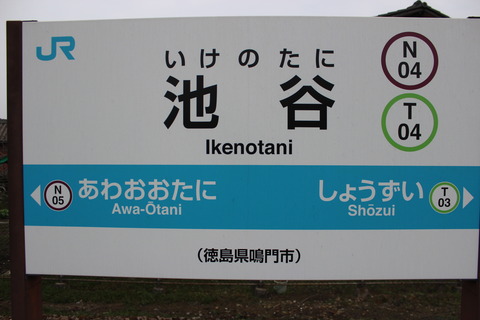 JR
いけのたに
池谷
Ikenotani
N
04
T
04
N
05
あわおおたに
Awa-Ōtani
しょうずい
Shōzui
T
03
(徳島県鳴門市)